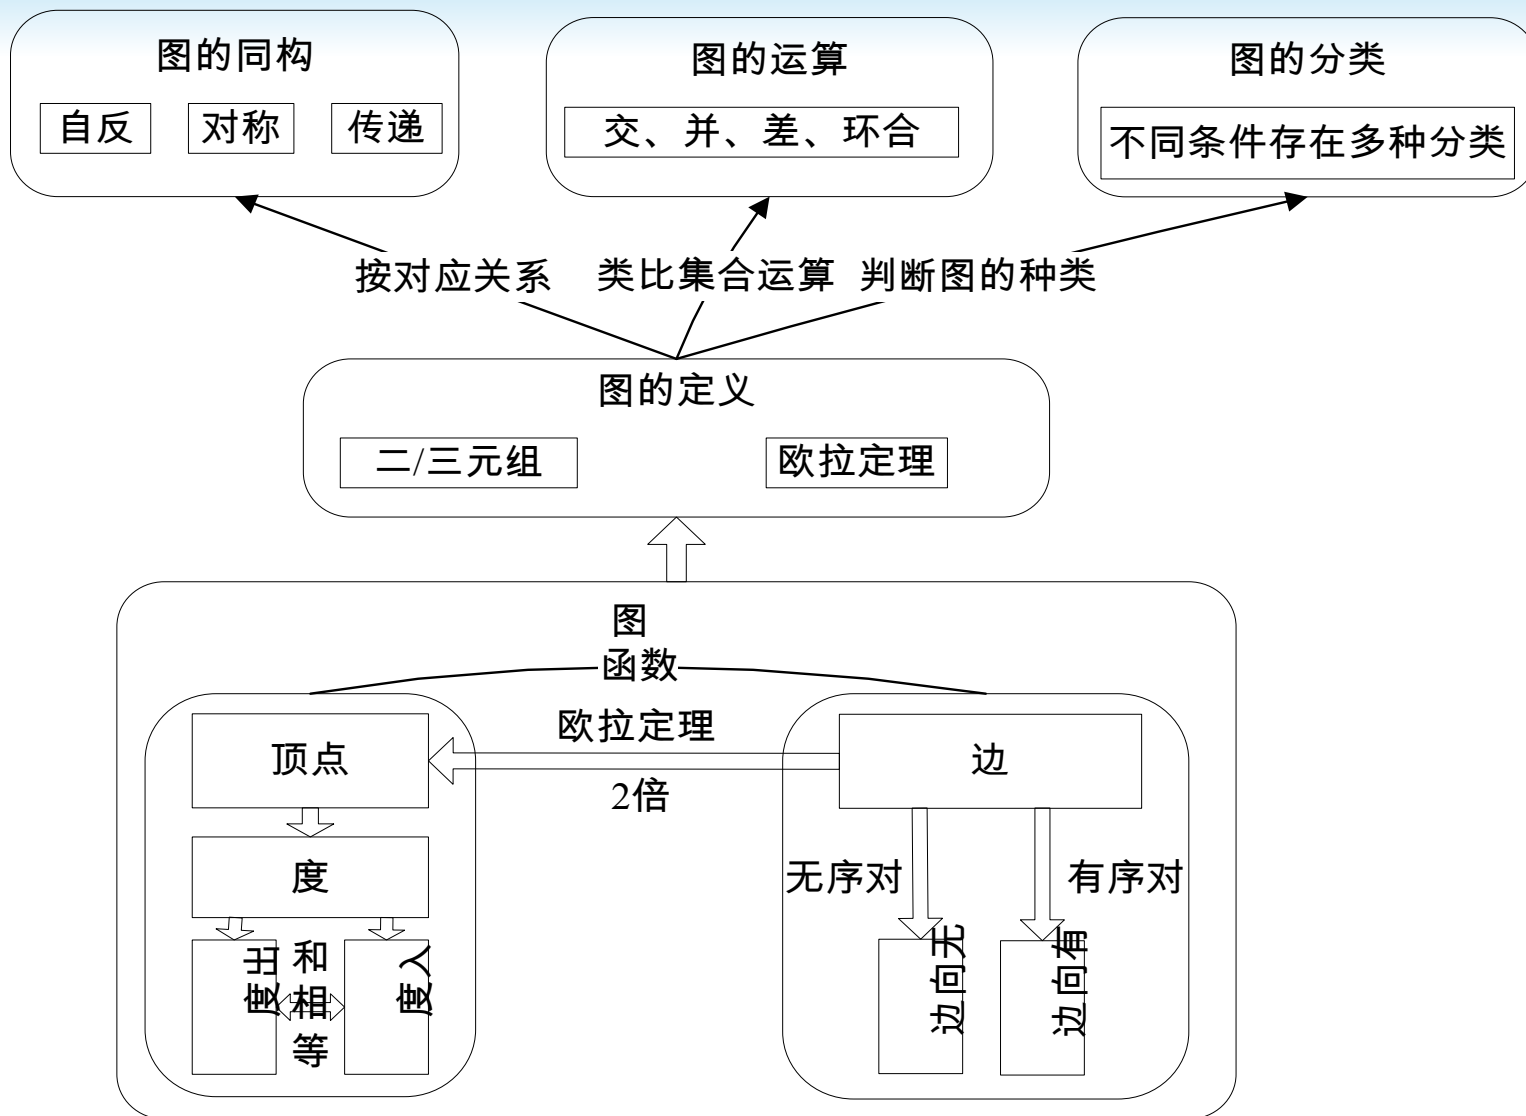 图的同构
自反
对称
传递
图的运算
交、并、差、环合
图的分类
不同条件存在多种分类
按对应关系
类比集合运算
判断图的种类
图的定义
二/三元组
欧拉定理
图
函数
顶点
欧拉定理
2倍
边
度
无序对
有序对
出度
和相等
入度
无向边
有向边